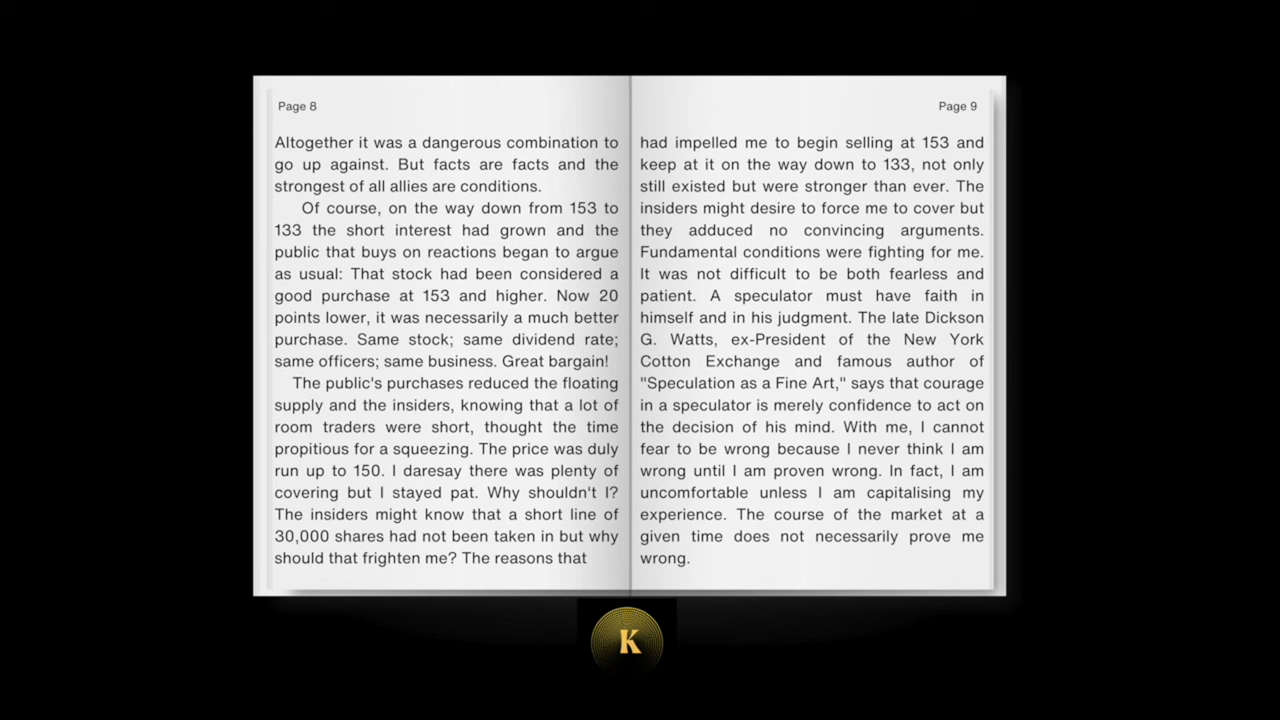 Page 8
Altogether it was a dangerous combination to
go up against. But facts are facts and the
strongest of all allies are conditions.
Of course, on the way down from 153 to
133 the short interest had grown and the
public that buys on reactions began to argue
as usual: That stock had been considered a
good purchase at 153 and higher. Now 20
points lower, it was necessarily a much better
purchase. Same stock; same dividend rate;
same officers; same business. Great bargain!
The public's purchases reduced the floating
supply and the insiders, knowing that a lot of
room traders were short, thought the time
propitious for a squeezing. The price was duly
run up to 150. I daresay there was plenty of
covering but I stayed pat. Why shouldn't I?
The insiders might know that a short line of
30,000 shares had not been taken in but why
should that frighten me? The reasons that
Page 9
had impelled me to begin selling at 153 and
keep at it on the way down to 133, not only
still existed but were stronger than ever. The
insiders might desire to force me to cover but
they adduced no convincing arguments.
Fundamental conditions were fighting for me.
It was not difficult to be both fearless and
patient. A speculator must have faith in
himself and in his judgment. The late Dickson
G. Watts, ex-President of the New York
Cotton Exchange and famous author of
"Speculation as a Fine Art," says that courage
in a speculator is merely confidence to act on
the decision of his mind. With me, I cannot
fear to be wrong because I never think I am
wrong until I am proven wrong. In fact, I am
uncomfortable unless I am capitalising my
experience. The course of the market at a
given time does not necessarily prove me
wrong.
K